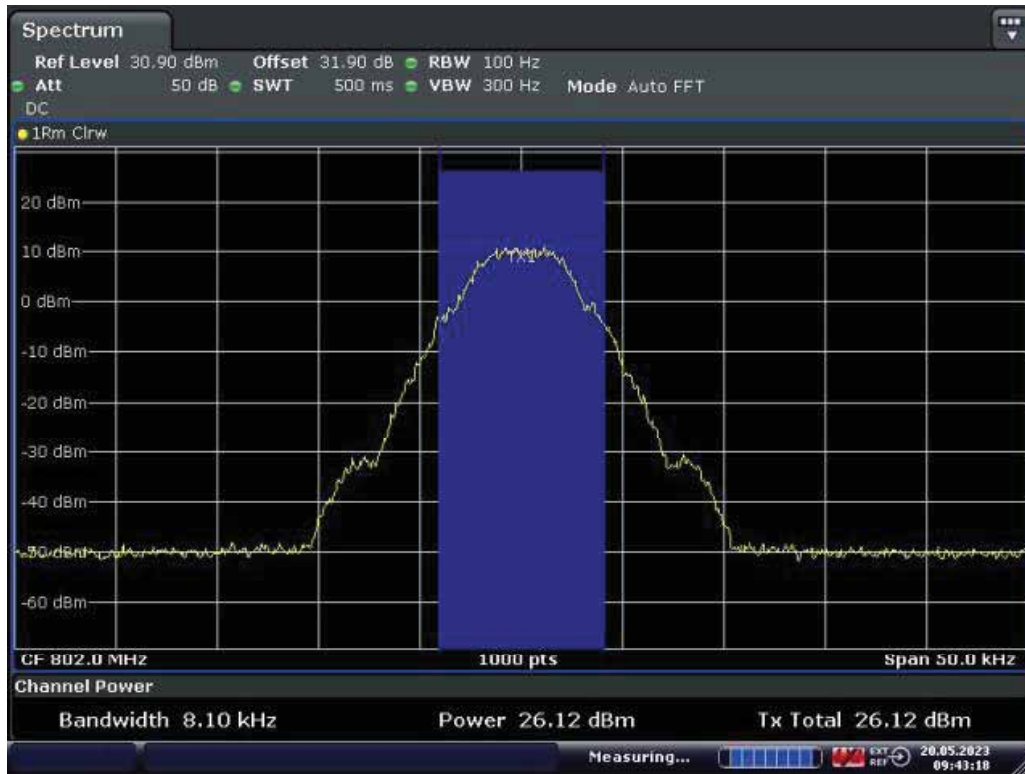 Spectrum
Ref Level 30.90 dBm Offset 31.90 dB RBW 100 Hz
Att 50 dB SWT 500 ms VBW 300 Hz Mode Auto FFT
DC
1Rm Clrw
20 dBm
10 dBm
TX1
0 dBm
-10 dBm
-20 dBm
-30 dBm
-40 dBm
-50 dBm
-60 dBm
CF 802.0 MHz 1000 pts Span 50.0 kHz
Channel Power
Bandwidth 8.10 kHz Power 26.12 dBm Tx Total 26.12 dBm
Measuring... EXT REF 20.05.2023
09:43:18